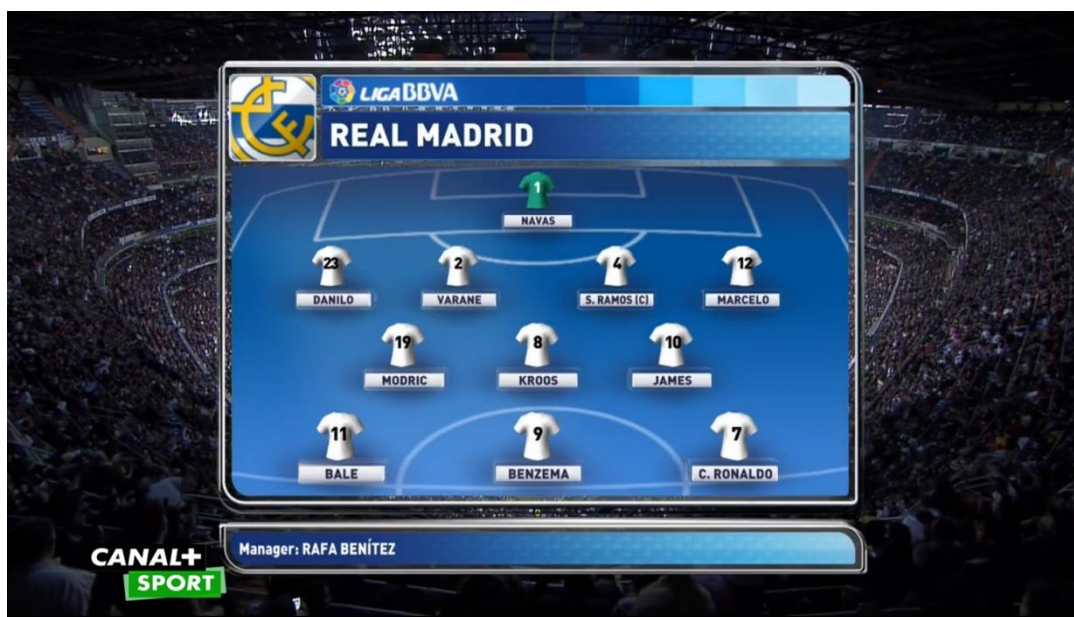 LIGA BBVA
REAL MADRID
1
NAVAS
23 2 4 12
DANILO VARANE S. RAMOS (C) MARCELO
19 8 10
MODRIC KROOS JAMES
11 9 7
BALE BENZEMA C. RONALDO
Manager: RAFA BENÍTEZ
CANAL+
SPORT